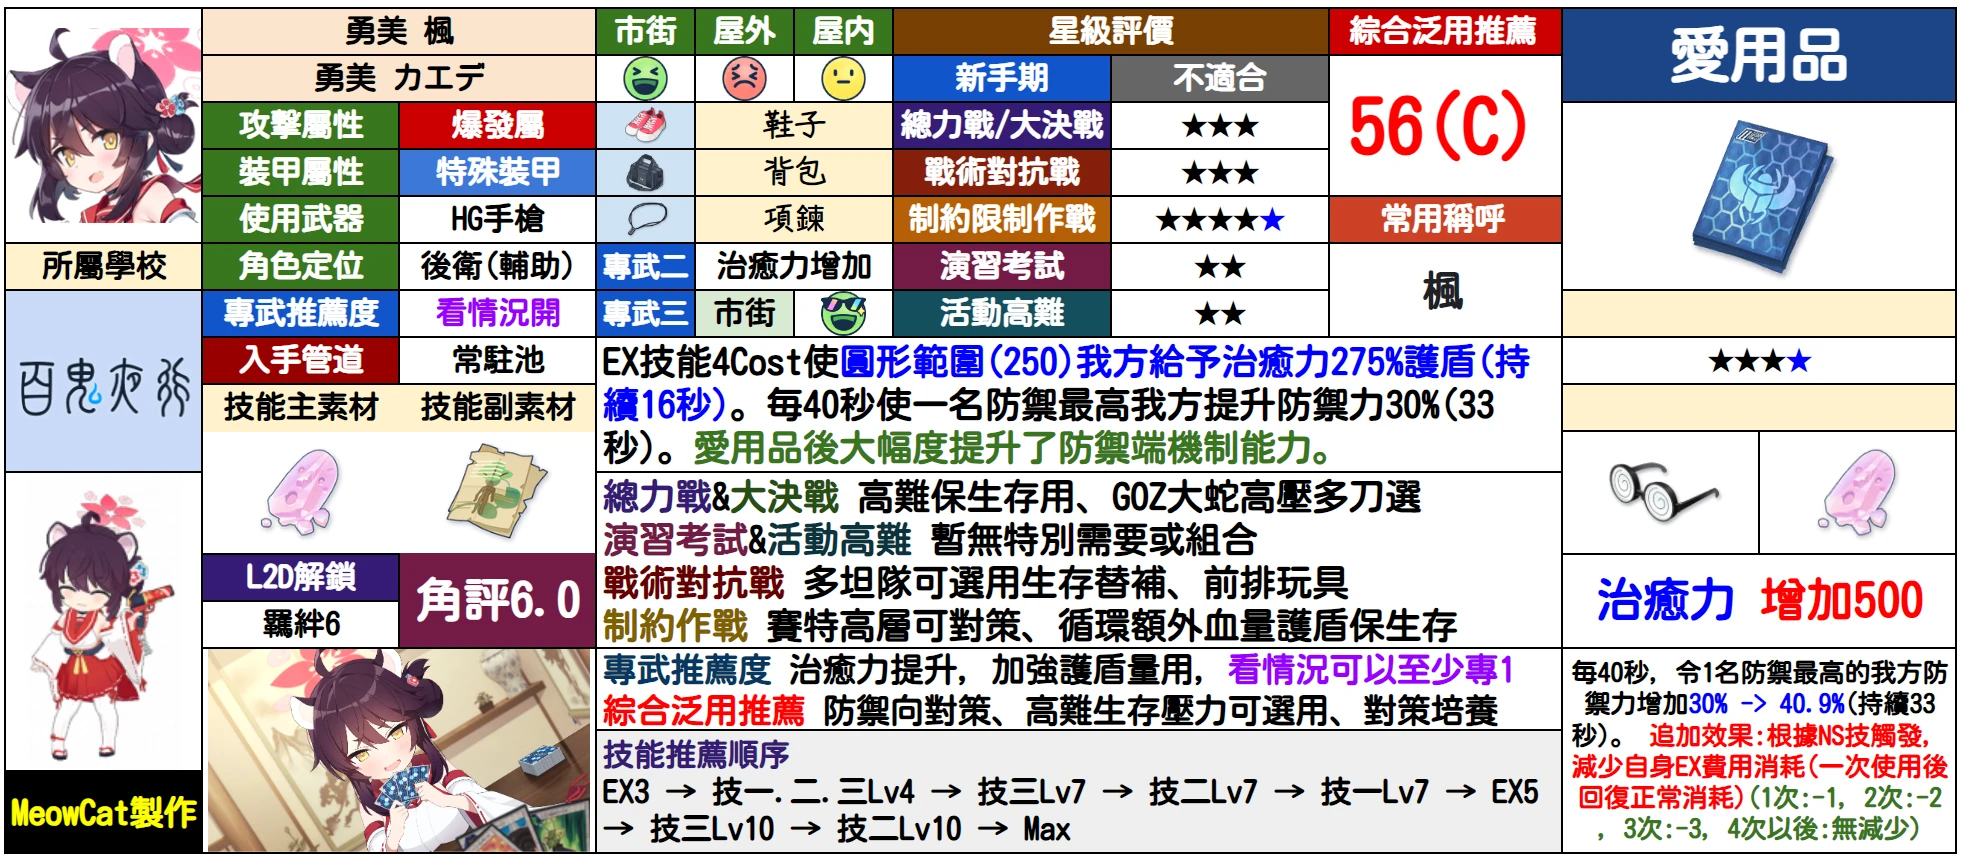 勇美 楓
勇美 カエデ
攻擊屬性 爆發屬
裝甲屬性 特殊裝甲
使用武器 HG手槍
所屬學校
角色定位 後衛(輔助)
專武推薦度 看情況開
百鬼夜行
入手管道 常駐池
技能主素材 技能副素材
L2D解鎖
羈絆6
角評6.0
MeowCat製作
市街 屋外 屋内
鞋子
背包
項鍊
專武二 治癒力增加
專武三 市街
星級評價
新手期 不適合
總力戰/大決戰 ★★★
戰術對抗戰 ★★★
制約限制作戰 ★★★★★
演習考試 ★★
活動高難 ★★
綜合泛用推薦
56(C)
常用稱呼
楓
EX技能4Cost使圓形範圍(250)我方給予治癒力275%護盾(持
續16秒)。每40秒使一名防禦最高我方提升防禦力30%(33
秒)。愛用品後大幅度提升了防禦端機制能力。
總力戰&大決戰 高難保生存用、GOZ大蛇高壓多刀選
演習考試&活動高難 暫無特別需要或組合
戰術對抗戰 多坦隊可選用生存替補、前排玩具
制約作戰 賽特高層可對策、循環額外血量護盾保生存
專武推薦度 治癒力提升, 加強護盾量用, 看情況可以至少專1
綜合泛用推薦 防禦向對策、高難生存壓力可選用、對策培養
技能推薦順序
EX3 → 技一.二.三Lv4 → 技三Lv7 → 技二Lv7 → 技一Lv7 → EX5
→ 技三Lv10 → 技二Lv10 → Max
愛用品
★★★★
治癒力 增加500
每40秒, 令1名防禦最高的我方防
禦力增加30% -> 40.9%(持續33
秒)。 追加效果:根據NS技觸發,
減少自身EX費用消耗(一次使用後
回復正常消耗)(1次:-1, 2次:-2
, 3次:-3, 4次以後:無減少)